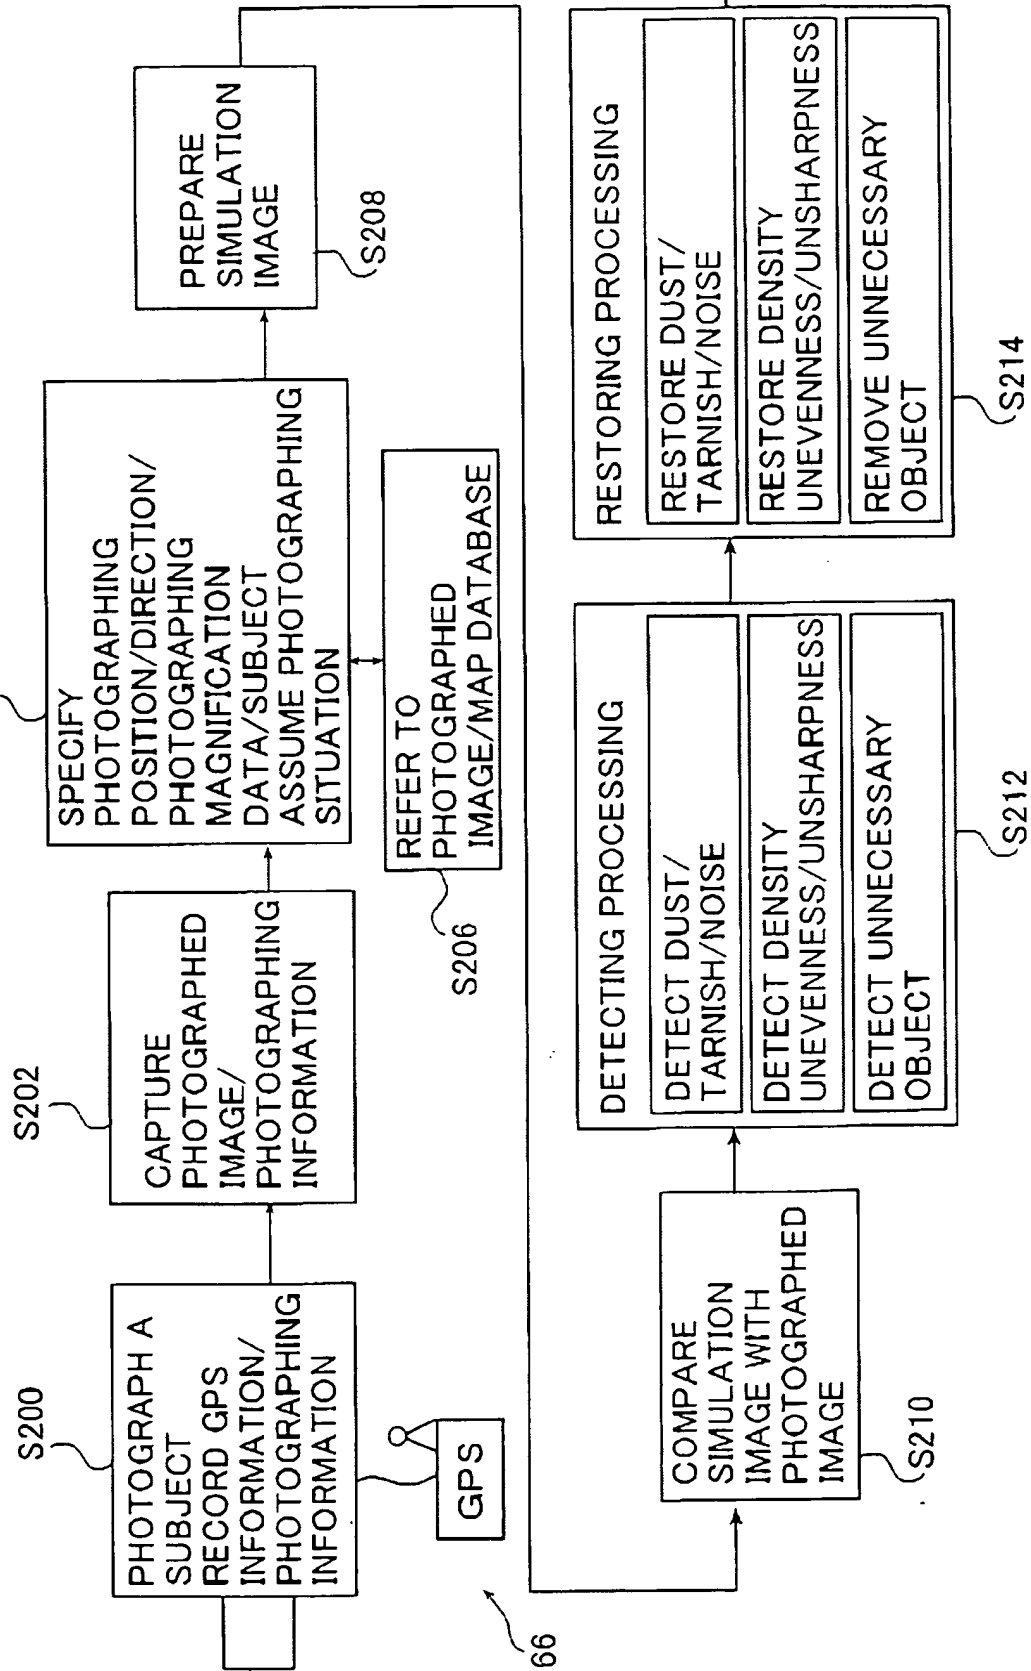 S200
PHOTOGRAPH A
SUBJECT
RECORD GPS
INFORMATION/
PHOTOGRAPHING
INFORMATION
GPS
66
S202
CAPTURE
PHOTOGRAPHED
IMAGE/
PHOTOGRAPHING
INFORMATION
SPECIFY
PHOTOGRAPHING
POSITION/DIRECTION/
PHOTOGRAPHING
MAGNIFICATION
DATA/SUBJECT
ASSUME PHOTOGRAPHING
SITUATION
REFER TO
PHOTOGRAPHED
IMAGE/MAP DATABASE
S206
PREPARE
SIMULATION
IMAGE
S208
COMPARE
SIMULATION
IMAGE WITH
PHOTOGRAPHED
IMAGE
S210
DETECTING PROCESSING
DETECT DUST/
TARNISH/NOISE
DETECT DENSITY
UNEVENNESS/UNSHARPNESS
DETECT UNNECESSARY
OBJECT
S212
RESTORING PROCESSING
RESTORE DUST/
TARNISH/NOISE
RESTORE DENSITY
UNEVENNESS/UNSHARPNESS
REMOVE UNNECESSARY
OBJECT
S214